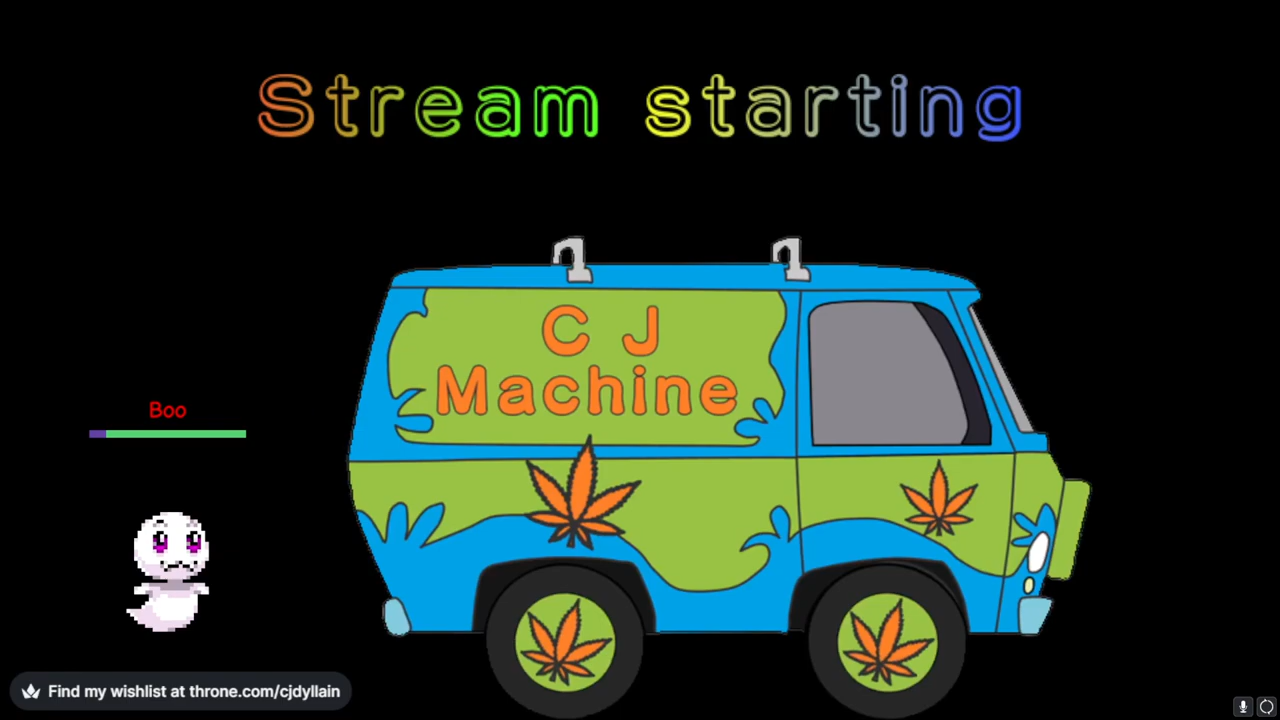 Stream starting
C J
Machine
Boo
Find my wishlist at throne.com/cjdyllain